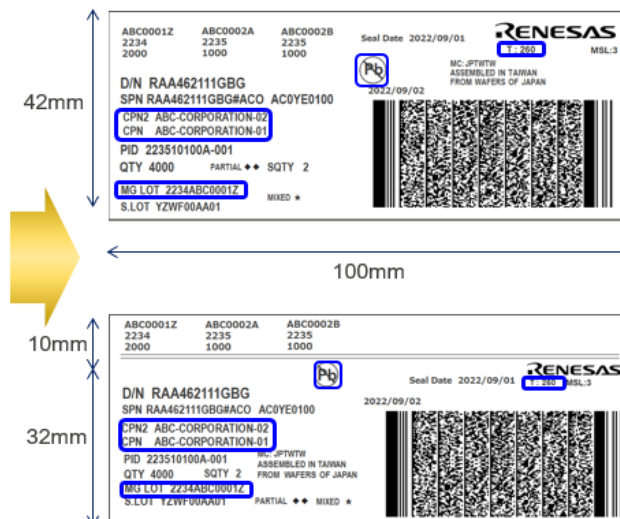 ABC0001Z ABC0002A ABC0002B
2234 2235 2235
2000 1000 1000
Seal Date 2022/09/01
RENESAS
T : 260 MSL:3
Pb
MC: JPTWTW
ASSEMBLED IN TAIWAN
FROM WAFERS OF JAPAN
2022/09/02
D/N RAA462111GBG
SPN RAA462111GBG#ACO AC0YE0100
CPN2 ABC-CORPORATION-02
CPN ABC-CORPORATION-01
PID 223510100A-001
QTY 4000 PARTIAL ◆◆ SQTY 2
MG LOT 2234ABC0001Z
MIXED *
S.LOT YZWF00AA01
42mm
100mm
10mm
32mm
ABC0001Z ABC0002A ABC0002B
2234 2235 2235
2000 1000 1000
Pb
RENESAS
Seal Date 2022/09/01 T : 260 MSL:3
D/N RAA462111GBG
SPN RAA462111GBG#ACO AC0YE0100
2022/09/02
CPN2 ABC-CORPORATION-02
CPN ABC-CORPORATION-01
PID 223510100A-001
MC: JPTWTW
ASSEMBLED IN TAIWAN
QTY 4000 SQTY 2 FROM WAFERS OF JAPAN
MG LOT 2234ABC0001Z
S.LOT YZWF00AA01 PARTIAL ◆◆ MIXED *